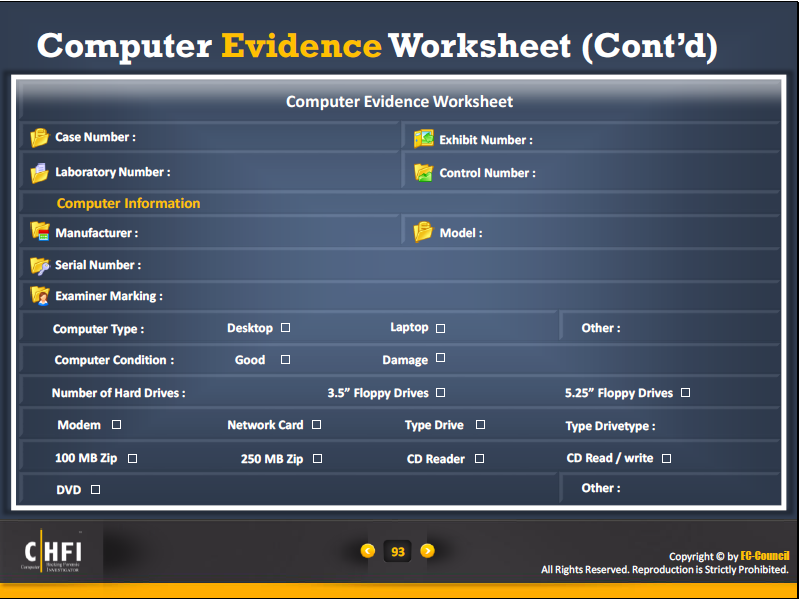 Computer Evidence Worksheet (Cont’d)
Computer Evidence Worksheet
Case Number :
Exhibit Number :
Laboratory Number :
Control Number :
Computer Information
Manufacturer :
Model :
Serial Number :
Examiner Marking :
Computer Type : Desktop Laptop Other :
Computer Condition : Good Damage
Number of Hard Drives : 3.5” Floppy Drives 5.25” Floppy Drives
Modem Network Card Type Drive Type Drivetype :
100 MB Zip 250 MB Zip CD Reader CD Read / write
DVD Other :
CHFI
Computer Hacking Forensic
INVESTIGATOR
93
Copyright © by EC-Council
All Rights Reserved. Reproduction is Strictly Prohibited.